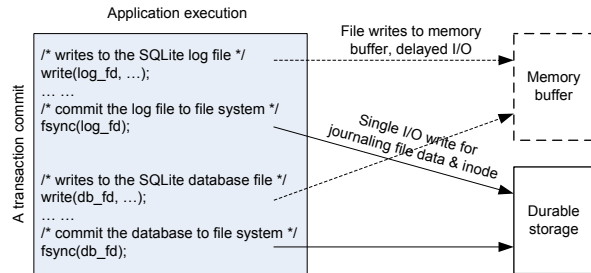 Application execution
A transaction commit
/* writes to the SQLite log file */
write(log_fd, …);
… …
/* commit the log file to file system */
fsync(log_fd);
/* writes to the SQLite database file */
write(db_fd, …);
… …
/* commit the database to file system */
fsync(db_fd);
File writes to memory
buffer, delayed I/O
Single I/O write for
journaling file data & inode
Memory
buffer
Durable
storage